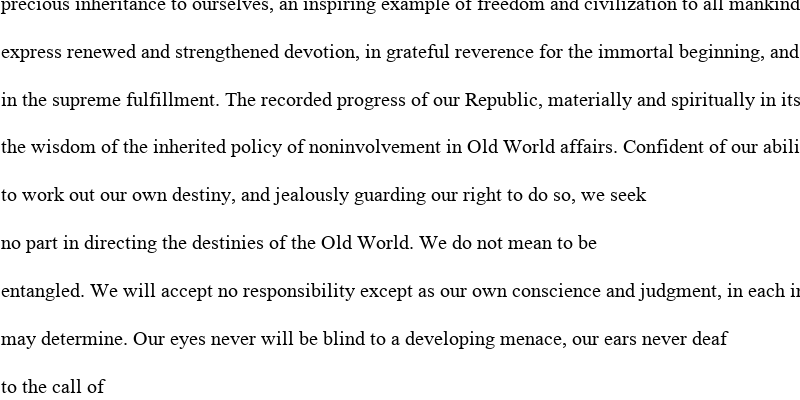 precious inheritance to ourselves, an inspiring example of freedom and civilization to all mankind
express renewed and strengthened devotion, in grateful reverence for the immortal beginning, and
in the supreme fulfillment. The recorded progress of our Republic, materially and spiritually in its
the wisdom of the inherited policy of noninvolvement in Old World affairs. Confident of our abili
to work out our own destiny, and jealously guarding our right to do so, we seek
no part in directing the destinies of the Old World. We do not mean to be
entangled. We will accept no responsibility except as our own conscience and judgment, in each
may determine. Our eyes never will be blind to a developing menace, our ears never deaf
to the call of